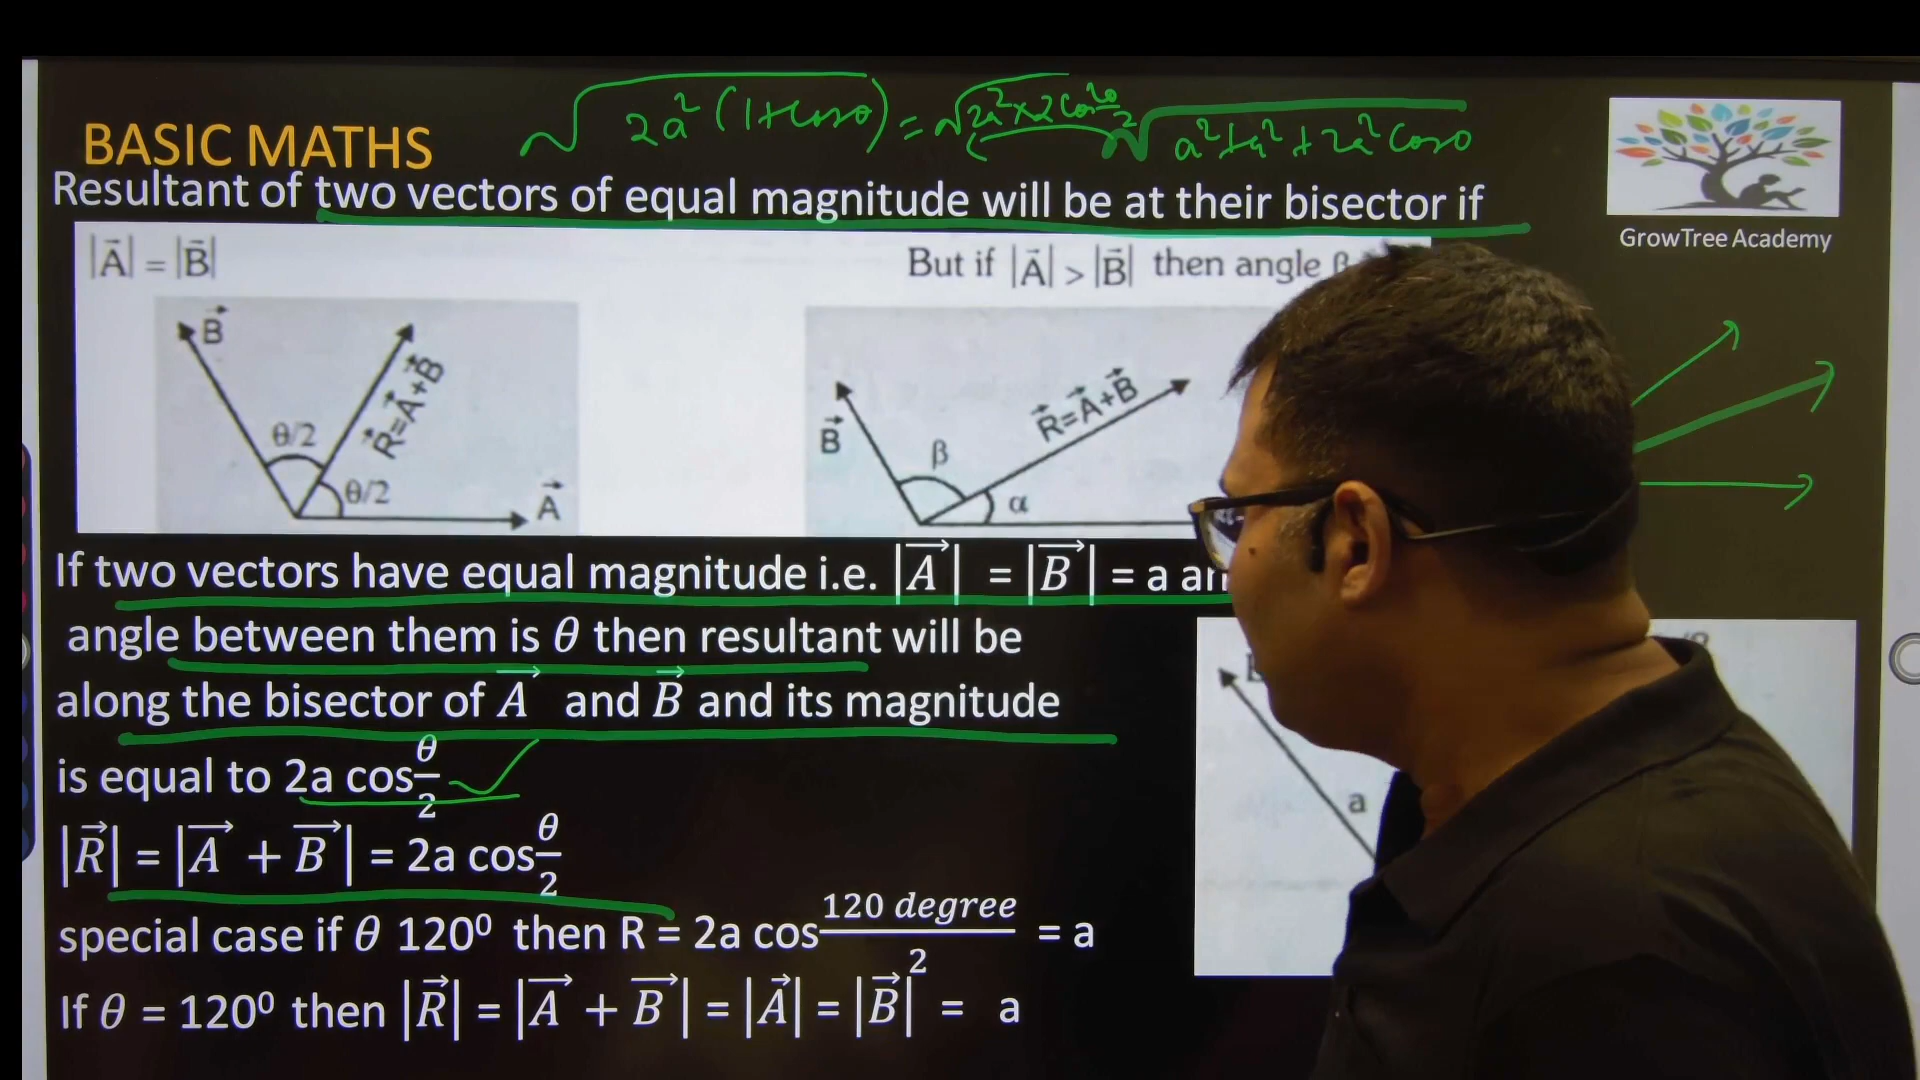 √2a²(1+cosθ) = √2a²×2cos²θ/2 √a²+a²+2a²cosθ
BASIC MATHS
Resultant of two vectors of equal magnitude will be at their bisector if
GrowTree Academy
|A⃗| = |B⃗|
But if |A⃗| > |B⃗| then angle β
B⃗
R⃗=A⃗+B⃗
θ/2
θ/2
A⃗
B⃗
R⃗=A⃗+B⃗
β
α
If two vectors have equal magnitude i.e. |A⃗| = |B⃗| = a
angle between them is θ then resultant will be
along the bisector of A⃗ and B⃗ and its magnitude
is equal to 2a cos θ/2
|R⃗| = |A⃗ + B⃗| = 2a cos θ/2
special case if θ 120⁰ then R = 2a cos 120 degree/2 = a
If θ = 120⁰ then |R⃗| = |A⃗ + B⃗| = |A⃗| = |B⃗| = a
a